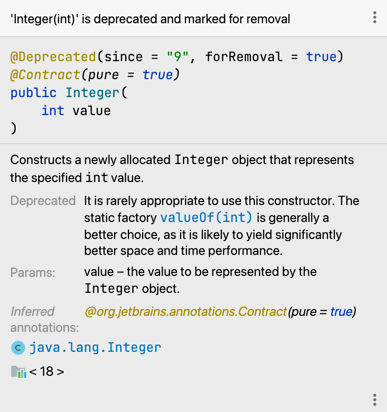 'Integer(int)' is deprecated and marked for removal
@Deprecated(since = "9", forRemoval = true)
@Contract(pure = true)
public Integer(
    int value
)
Constructs a newly allocated Integer object that represents
the specified int value.
Deprecated It is rarely appropriate to use this constructor. The
static factory valueOf(int) is generally a
better choice, as it is likely to yield significantly
better space and time performance.
Params: value – the value to be represented by the
Integer object.
Inferred @org.jetbrains.annotations.Contract(pure = true)
annotations:
C java.lang.Integer
< 18 >